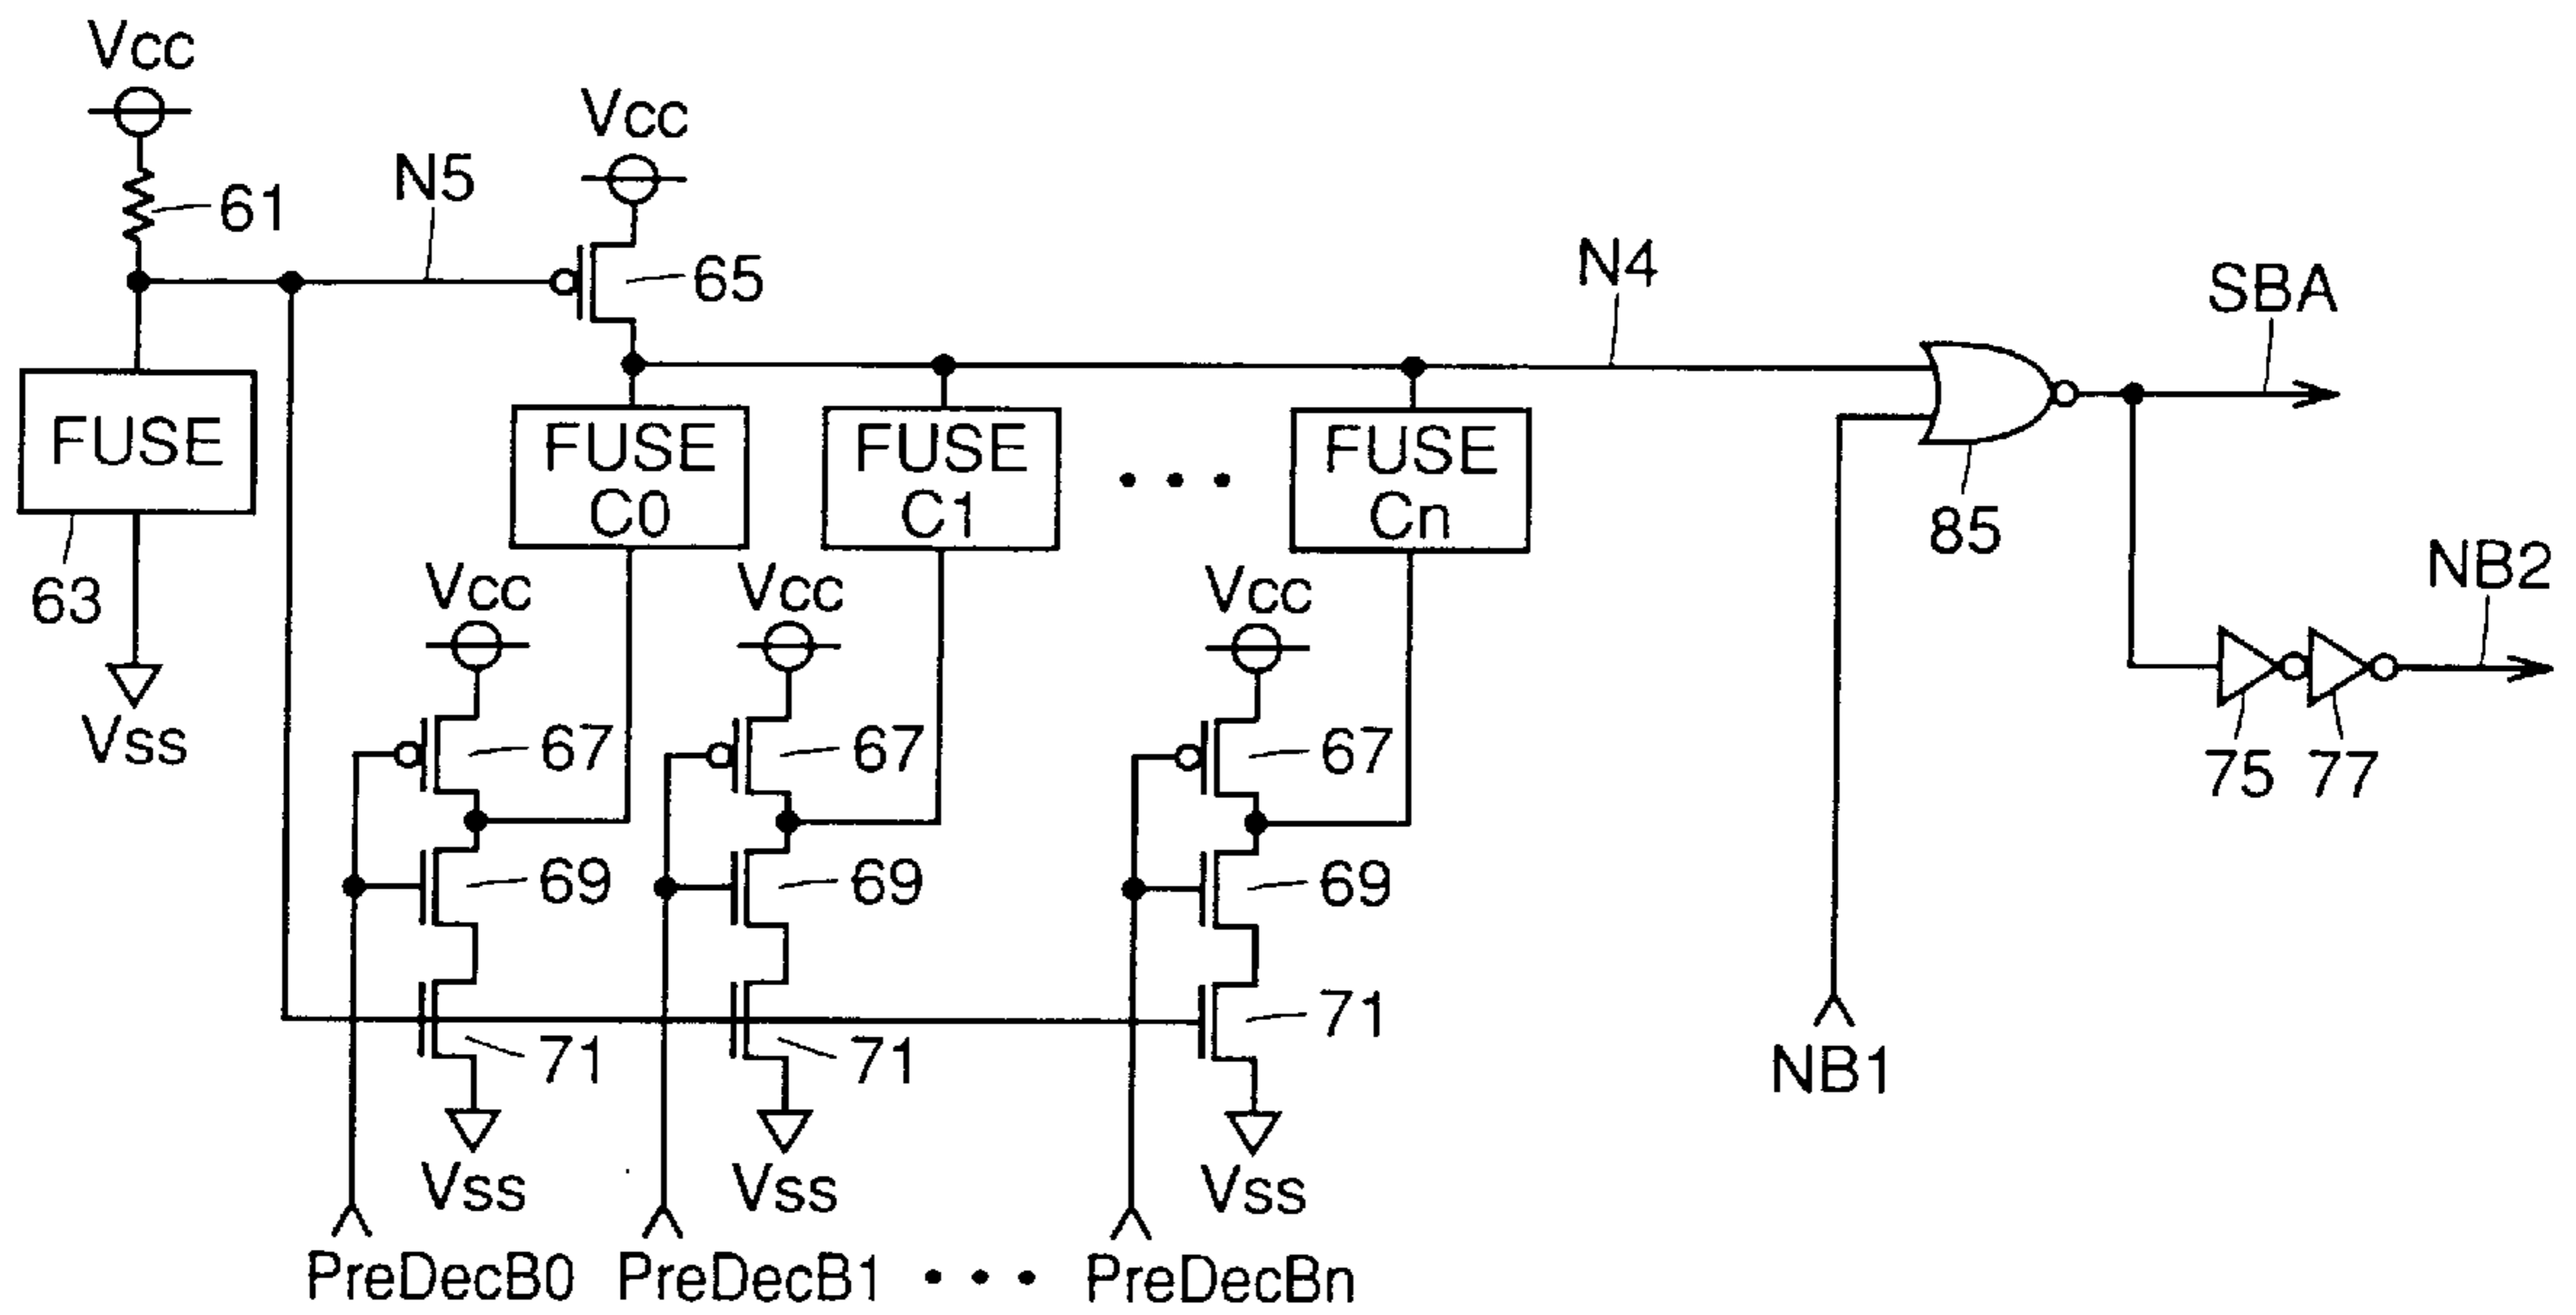 Vcc
Vcc
N5
61
65
N4
SBA
FUSE
FUSE
C0
FUSE
C1
• • •
FUSE
Cn
85
63
Vcc
Vcc
Vcc
NB2
Vss
67
67
67
75
77
69
69
69
71
71
71
NB1
Vss
Vss
Vss
PreDecB0
PreDecB1
• • •
PreDecBn